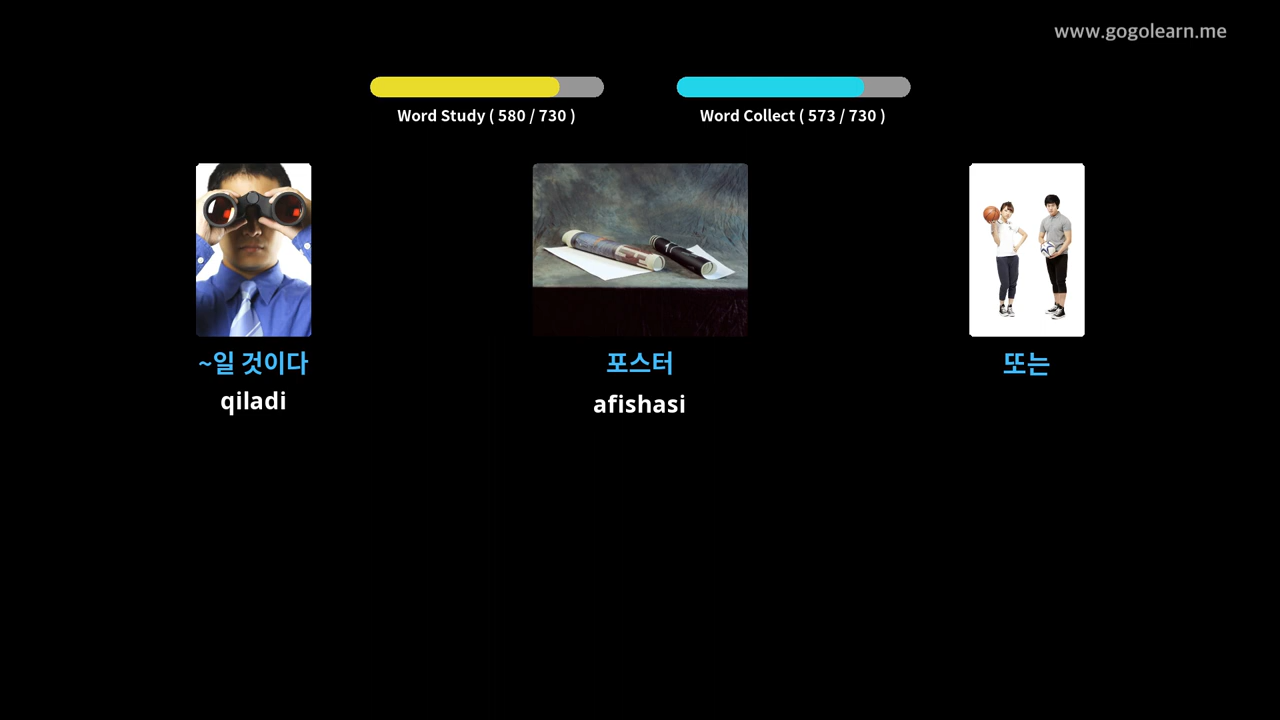 www.gogolearn.me
Word Study ( 580 / 730 )
Word Collect ( 573 / 730 )
~일 것이다
qiladi
포스터
afishasi
또는